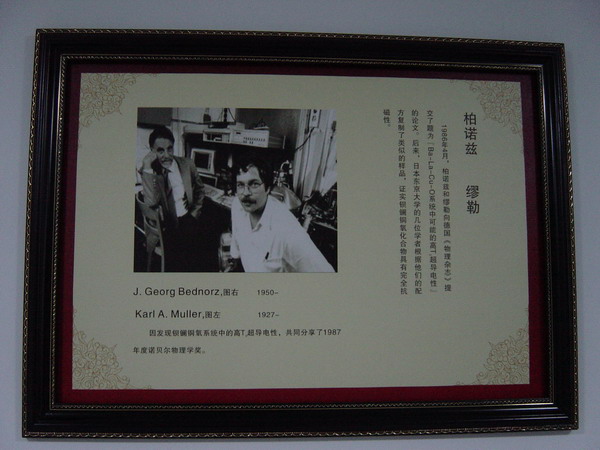 柏诺兹 缪勒
1986年4月，柏诺兹和缪勒向德国《物理杂志》提
交了题为「Ba-La-Cu-O系统中可能的高Tc超导电性」
的论文。后来，日本东京大学的几位学者根据他们的配
方复制了类似的样品，证实钡镧铜氧化合物具有完全抗
磁性。
J. Georg Bednorz,图右 1950-
Karl A. Muller,图左 1927-
因发现钡镧铜氧系统中的高Tc超导电性，共同分享了1987
年度诺贝尔物理学奖。